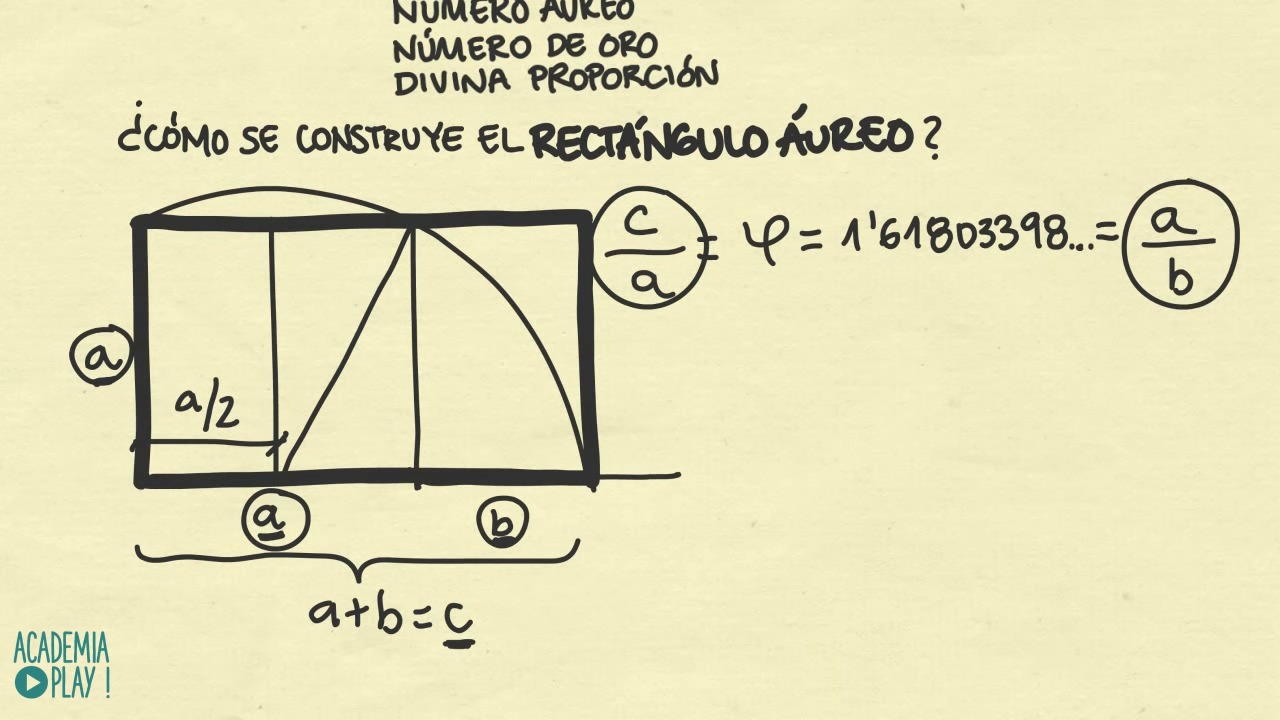 NÚMERO ÁUREO
NÚMERO DE ORO
DIVINA PROPORCIÓN
¿CÓMO SE CONSTRUYE EL RECTÁNGULO ÁUREO?
c/a = φ = 1'61803398... = a/b
a
a/2
a b
a+b=c
ACADEMIA
PLAY!